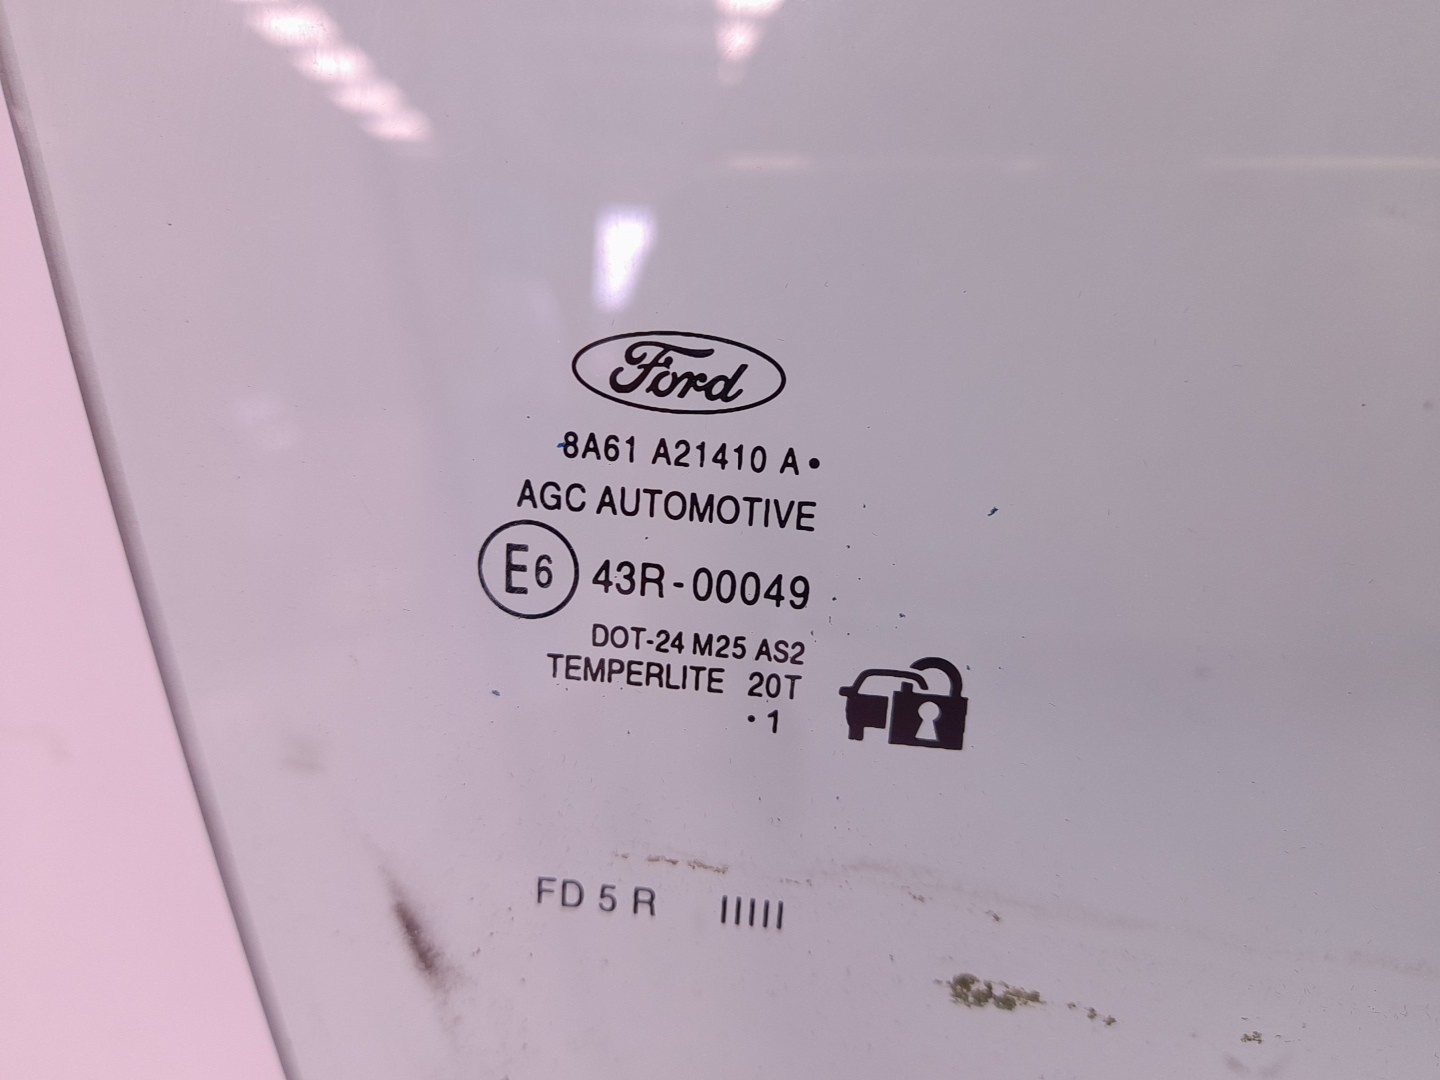 Ford
8A61 A21410 A•
AGC AUTOMOTIVE
E6 43R-00049
DOT-24 M25 AS2
TEMPERLITE 20T
•1
FD 5 R IIIII